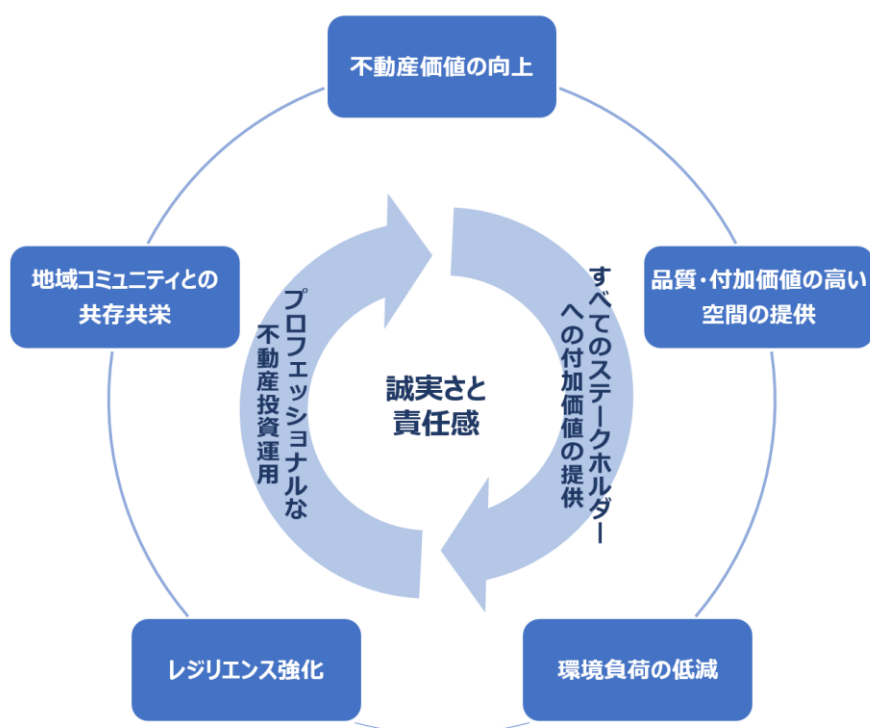 不動産価値の向上
地域コミュニティとの
共存共栄
品質・付加価値の高い
空間の提供
プロフェッショナルな
不動産投資運用
誠実さと
責任感
すべてのステークホルダー
への付加価値の提供
レジリエンス強化
環境負荷の低減